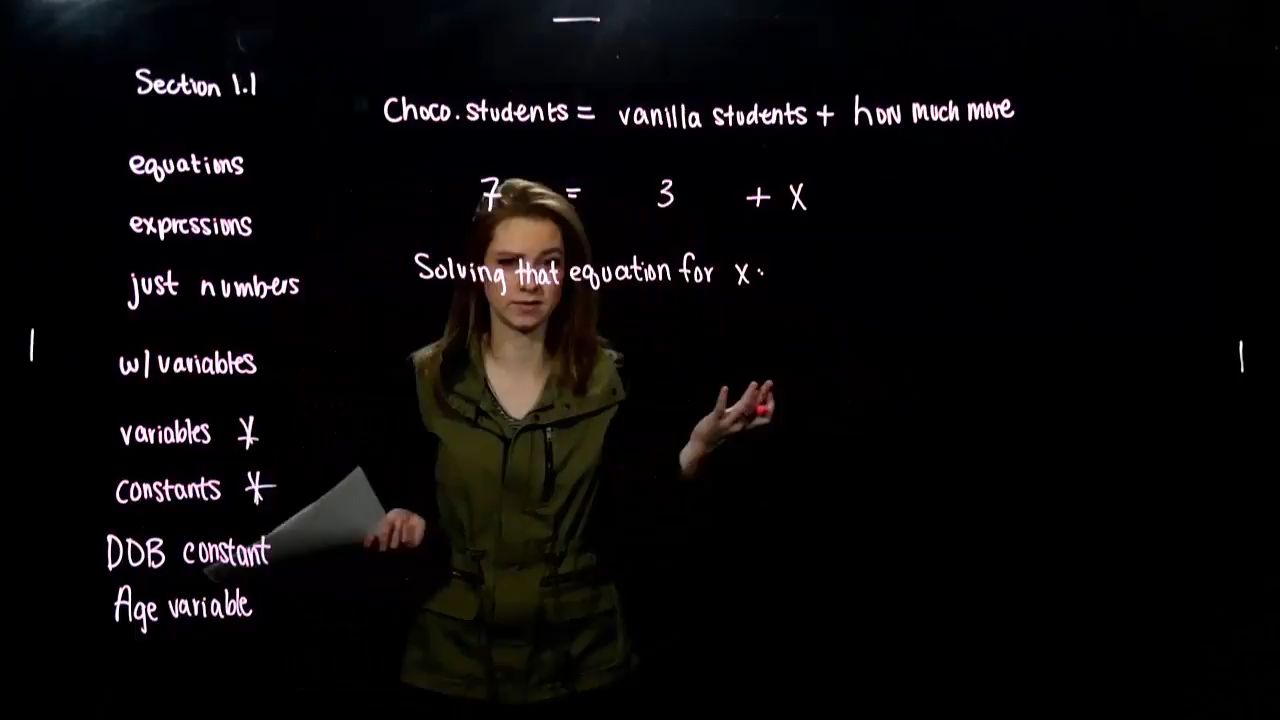 Section 1.1
equations
expressions
just numbers
w/ variables
variables *
constants *
DOB constant
Age variable
Choco. students = vanilla students + how much more
7 = 3 + x
Solving that equation for x.